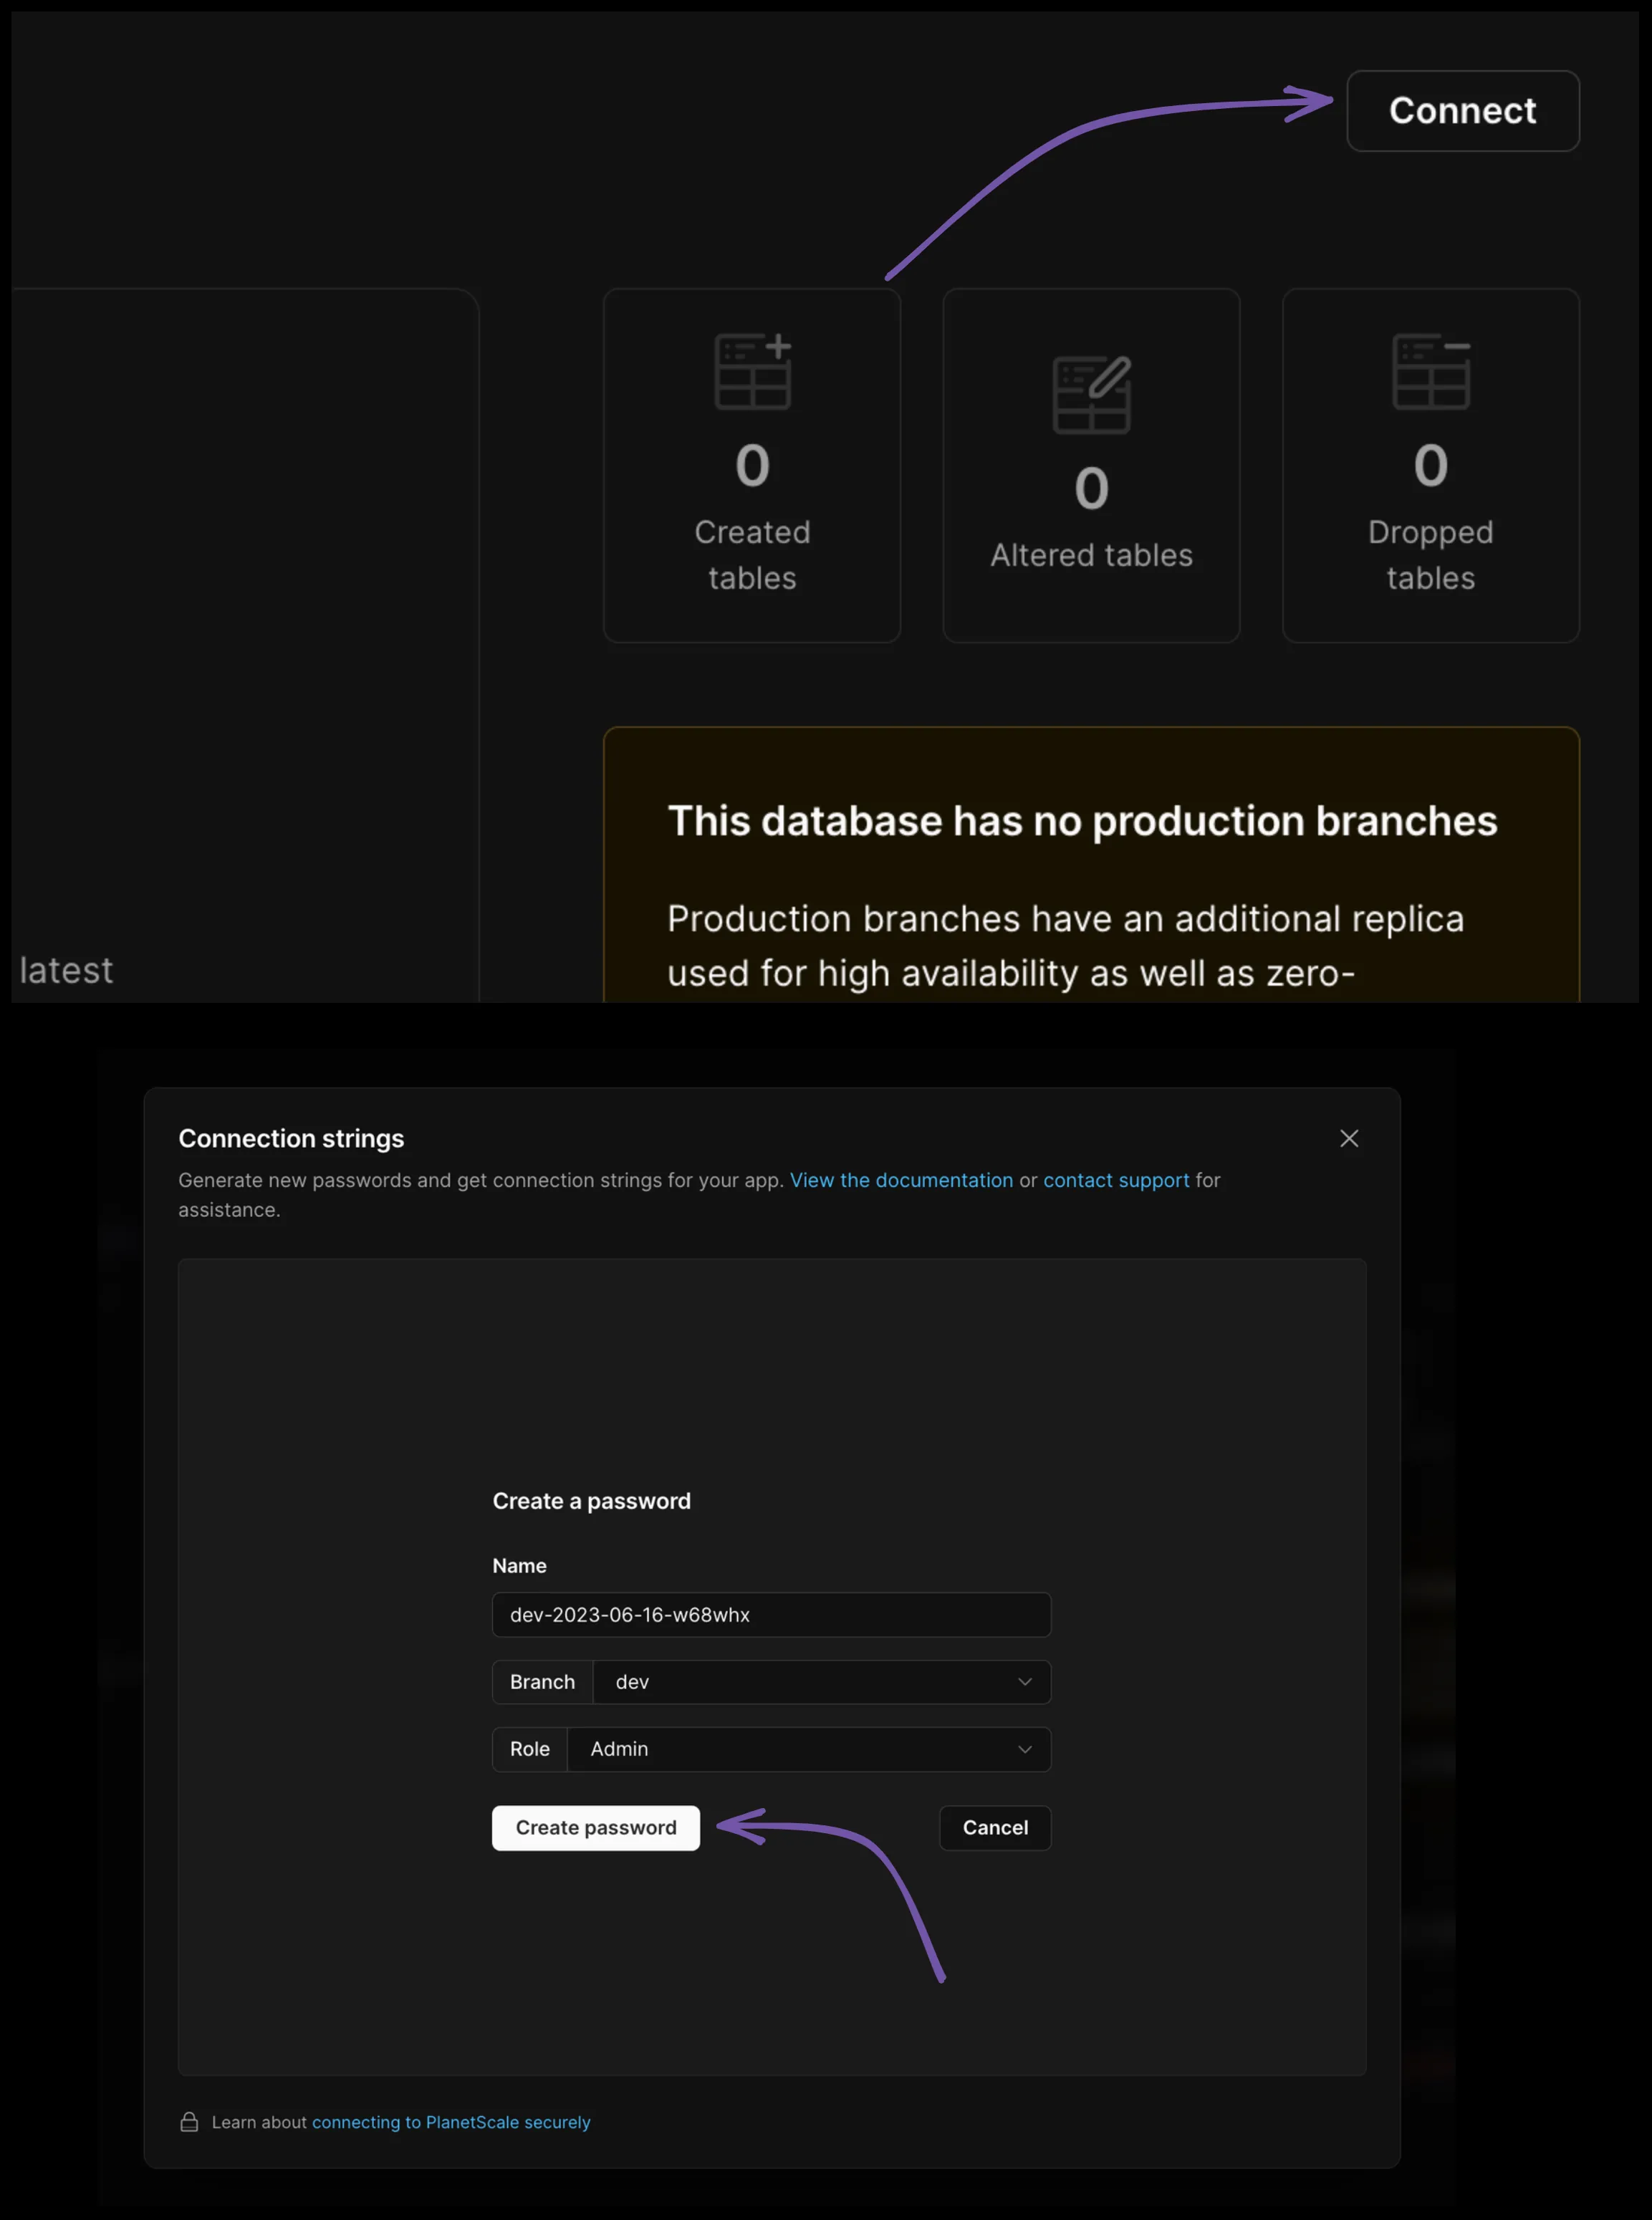 Connect
0
Created
tables
0
Altered tables
0
Dropped
tables
This database has no production branches
Production branches have an additional replica
used for high availability as well as zero-
latest
Connection strings
Generate new passwords and get connection strings for your app. View the documentation or contact support for
assistance.
Create a password
Name
dev-2023-06-16-w68whx
Branch dev
Role Admin
Create password Cancel
Learn about connecting to PlanetScale securely